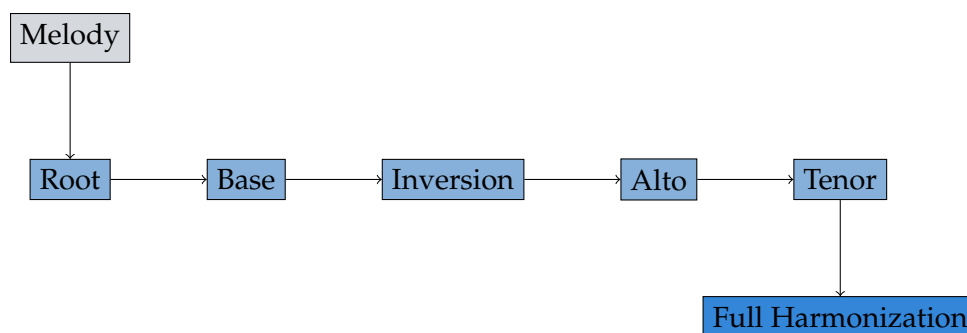 Melody
Root
Base
Inversion
Alto
Tenor
Full Harmonization